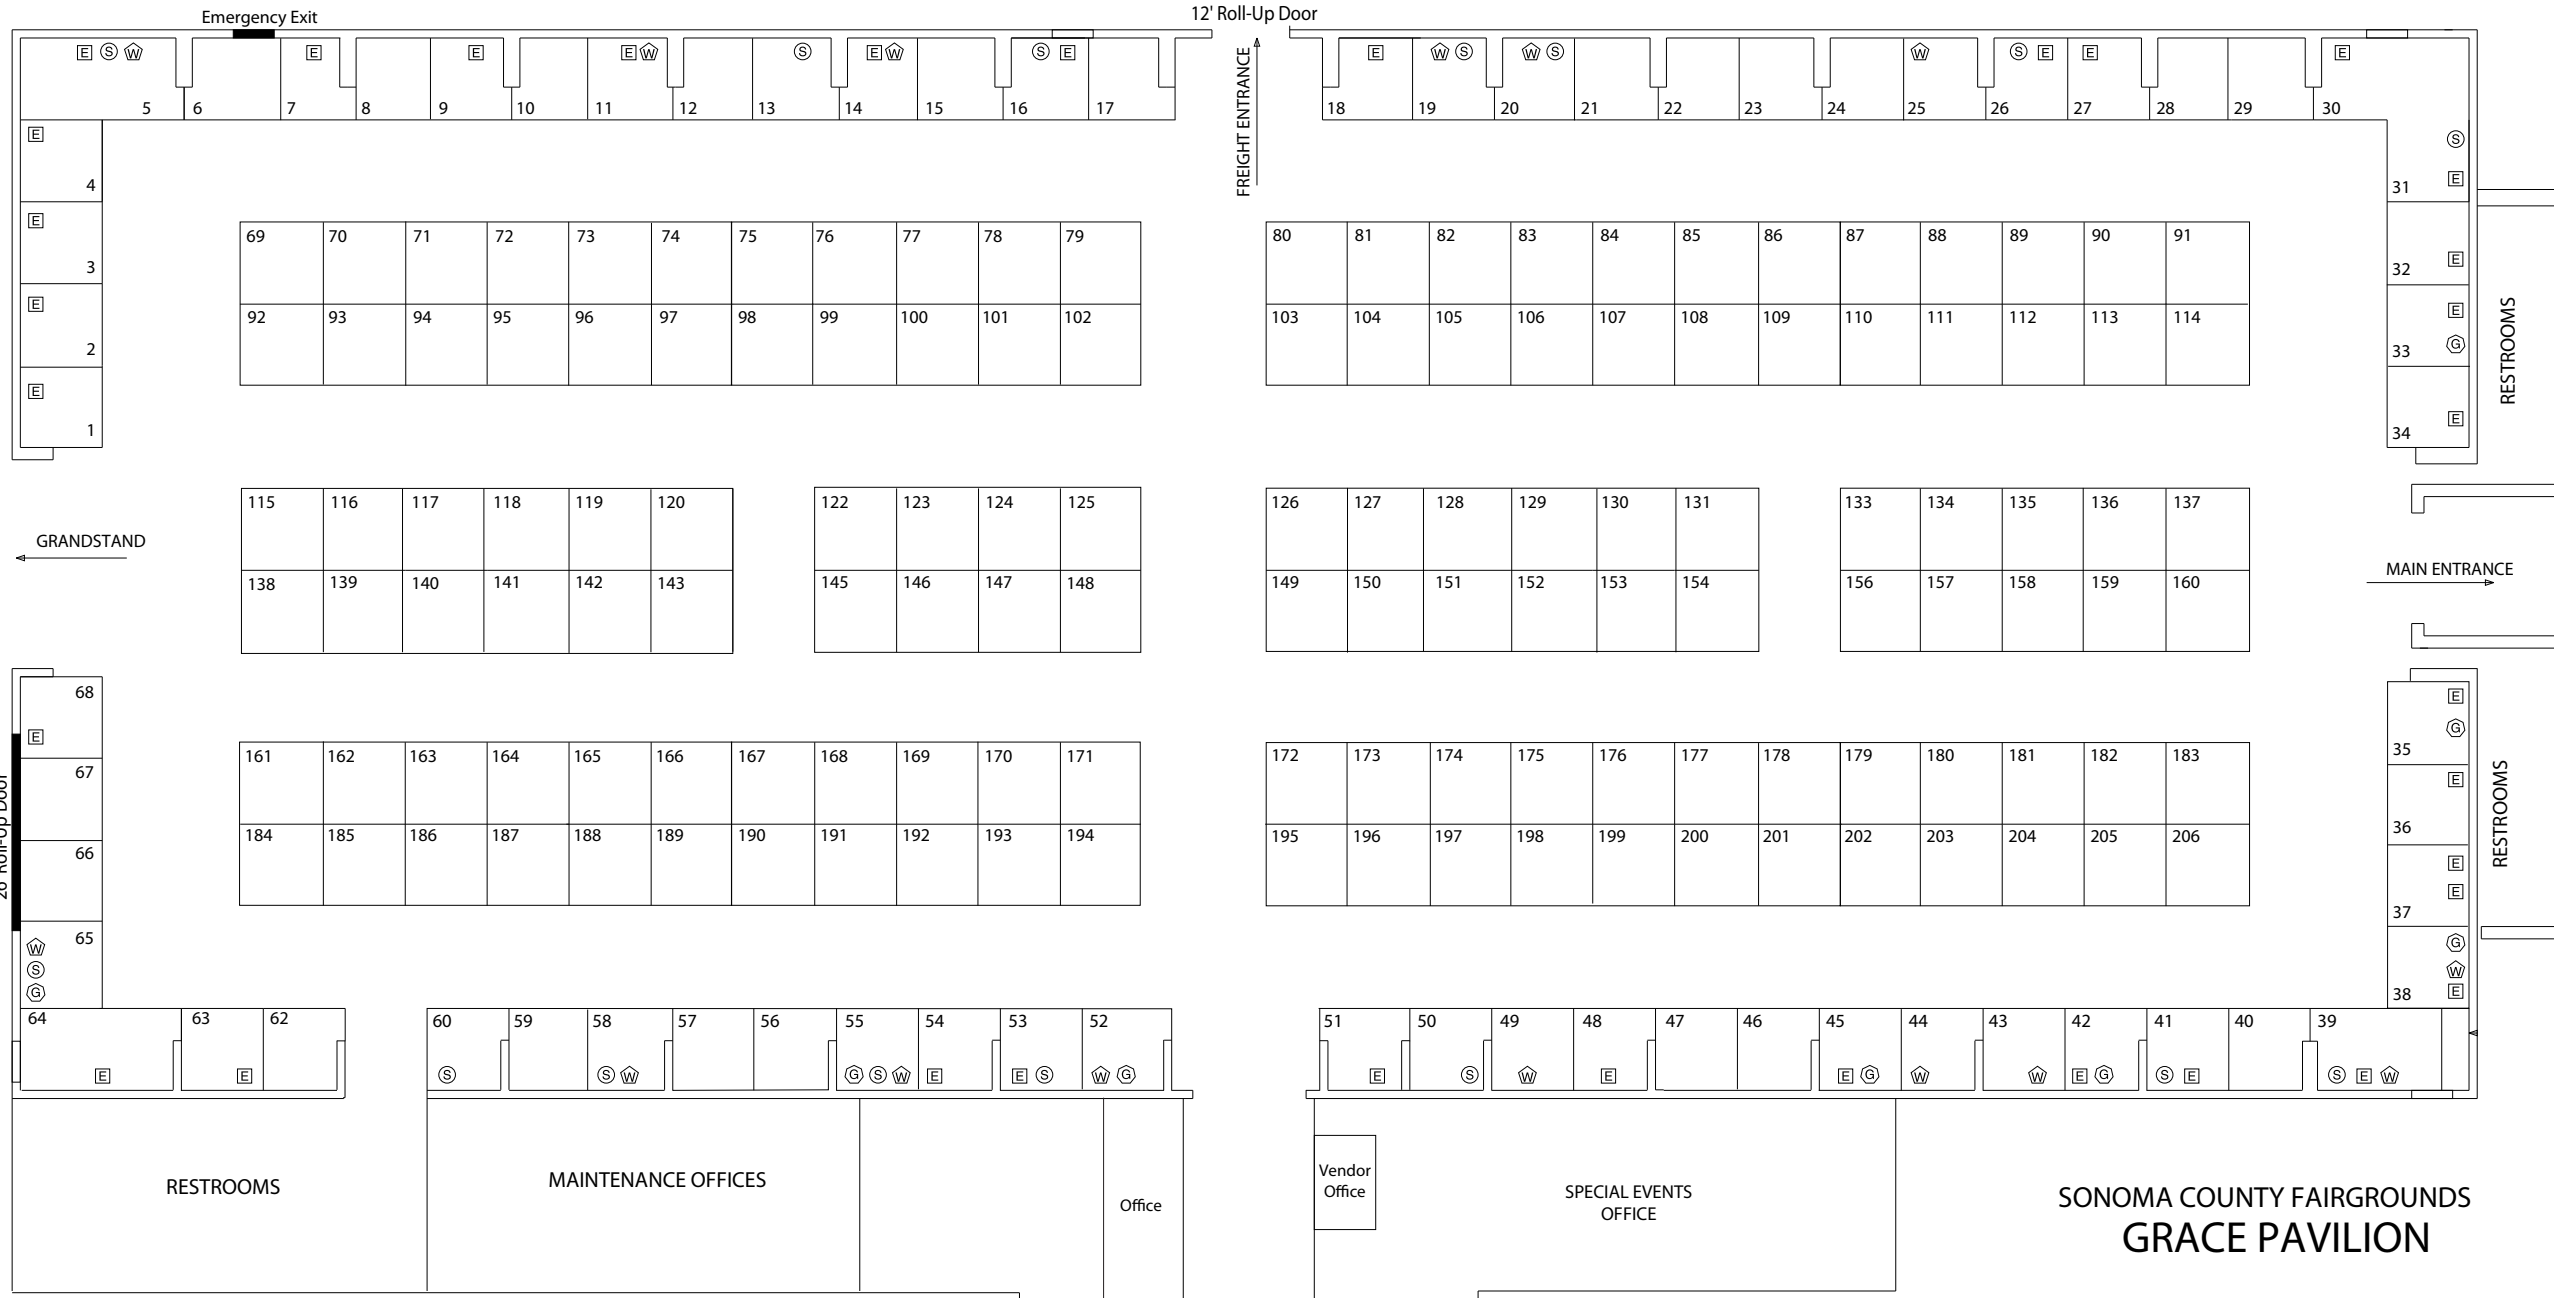 Emergency Exit
12' Roll-Up Door
E S W E E E W S E W S E E W S W S W S E E E
5 6 7 8 9 10 11 12 13 14 15 16 17 18 19 20 21 22 23 24 25 26 27 28 29 30
FREIGHT ENTRANCE
E
4
S
E
31
E
3
E
32
E
2
E
G
33
E
1
E
34
RESTROOMS
69 70 71 72 73 74 75 76 77 78 79 80 81 82 83 84 85 86 87 88 89 90 91
92 93 94 95 96 97 98 99 100 101 102 103 104 105 106 107 108 109 110 111 112 113 114
115 116 117 118 119 120 122 123 124 125 126 127 128 129 130 131 133 134 135 136 137
GRANDSTAND
MAIN ENTRANCE
138 139 140 141 142 143 145 146 147 148 149 150 151 152 153 154 156 157 158 159 160
68
E
E
G
35
161 162 163 164 165 166 167 168 169 170 171 172 173 174 175 176 177 178 179 180 181 182 183
67
E
36
26' Roll-Up Door
RESTROOMS
184 185 186 187 188 189 190 191 192 193 194 195 196 197 198 199 200 201 202 203 204 205 206
66
E
E
37
65
W
S
G
G
W
E
38
64 63 62 60 59 58 57 56 55 54 53 52 51 50 49 48 47 46 45 44 43 42 41 40 39
E E S S W G S W E E S W G E S W E E G W W E G S E S E W
RESTROOMS
MAINTENANCE OFFICES
Office
Vendor
Office
SPECIAL EVENTS
OFFICE
SONOMA COUNTY FAIRGROUNDS
GRACE PAVILION